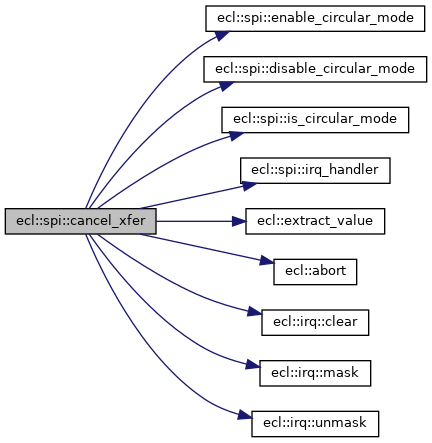 ecl::spi::enable_circular_mode
ecl::spi::disable_circular_mode
ecl::spi::is_circular_mode
ecl::spi::irq_handler
ecl::spi::cancel_xfer
ecl::extract_value
ecl::abort
ecl::irq::clear
ecl::irq::mask
ecl::irq::unmask